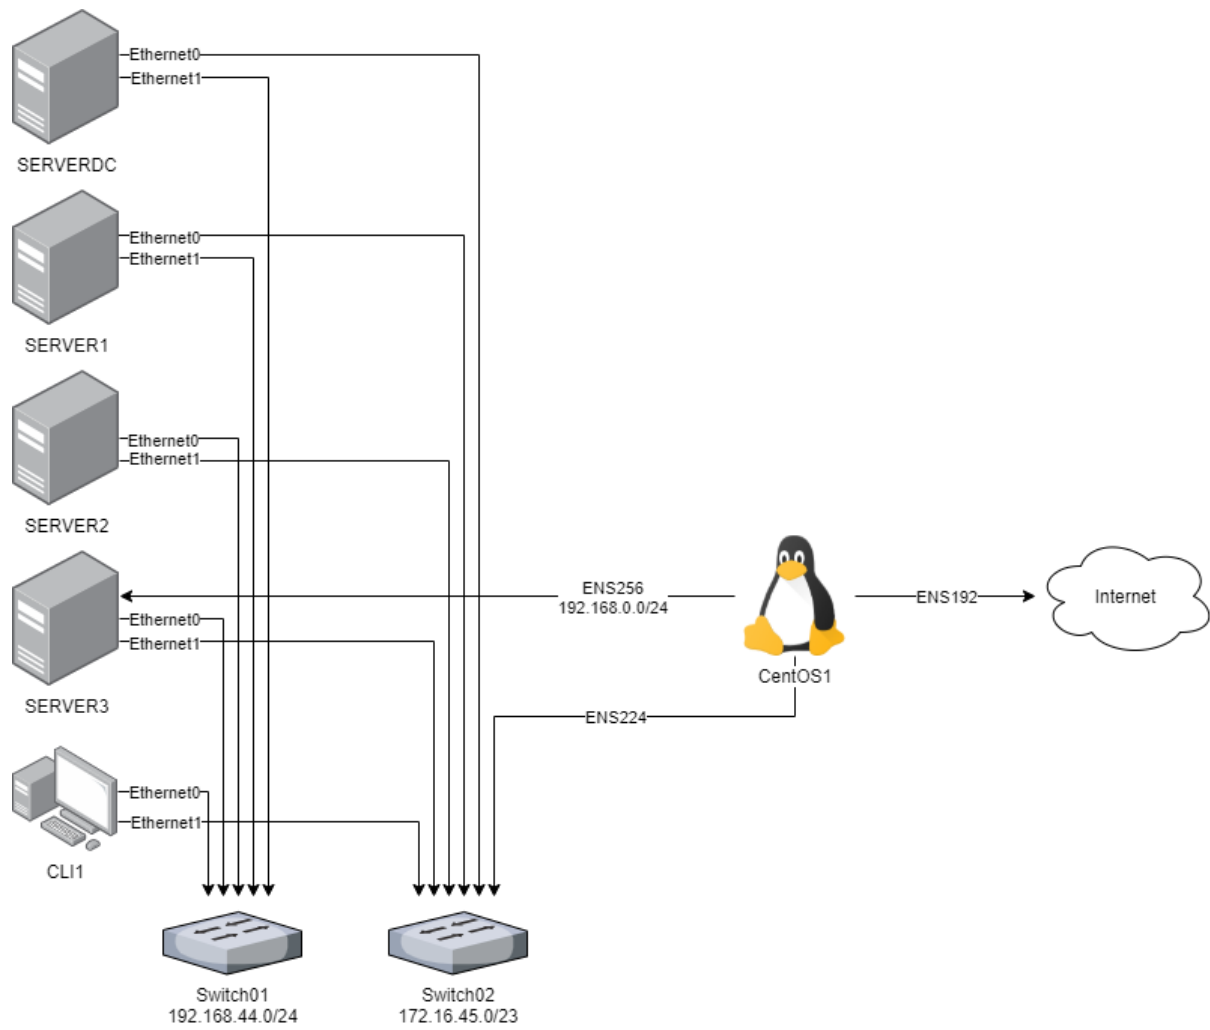 Ethernet0
Ethernet1
SERVERDC
Ethernet0
Ethernet1
SERVER1
Ethernet0
Ethernet1
SERVER2
ENS256
192.168.0.0/24
ENS192
Internet
Ethernet0
Ethernet1
CentOS1
SERVER3
ENS224
Ethernet0
Ethernet1
CLI1
Switch01
192.168.44.0/24
Switch02
172.16.45.0/23